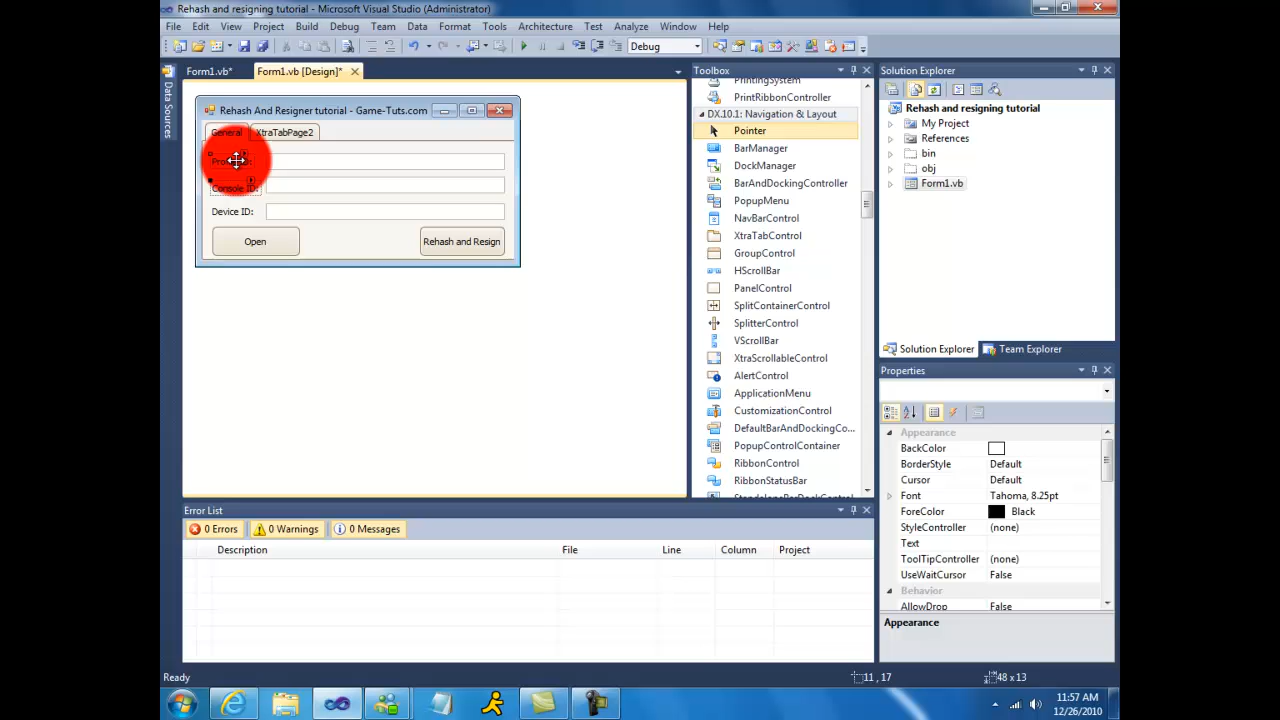 Rehash and resigning tutorial - Microsoft Visual Studio (Administrator)
File Edit View Project Build Debug Team Data Format Tools Architecture Test Analyze Window Help
Debug
Data Sources
Form1.vb* Form1.vb [Design]*
Rehash And Resigner tutorial - Game-Tuts.com
General XtraTabPage2
Console ID:
Device ID:
Open Rehash and Resign
Toolbox
PrintingSystem
PrintRibbonController
DX.10.1: Navigation & Layout
Pointer
BarManager
DockManager
BarAndDockingController
PopupMenu
NavBarControl
XtraTabControl
GroupControl
HScrollBar
PanelControl
SplitContainerControl
SplitterControl
VScrollBar
XtraScrollableControl
AlertControl
ApplicationMenu
CustomizationControl
DefaultBarAndDockingCo...
PopupControlContainer
RibbonControl
RibbonStatusBar
StandaloneBarDockControl
Solution Explorer
Rehash and resigning tutorial
My Project
References
bin
obj
Form1.vb
Solution Explorer Team Explorer
Properties
Appearance
BackColor
BorderStyle Default
Cursor Default
Font Tahoma, 8.25pt
ForeColor Black
StyleController (none)
Text
ToolTipController (none)
UseWaitCursor False
Behavior
AllowDrop False
Appearance
Error List
0 Errors 0 Warnings 0 Messages
Description File Line Column Project
Ready 11 , 17 48 x 13
11:57 AM
12/26/2010